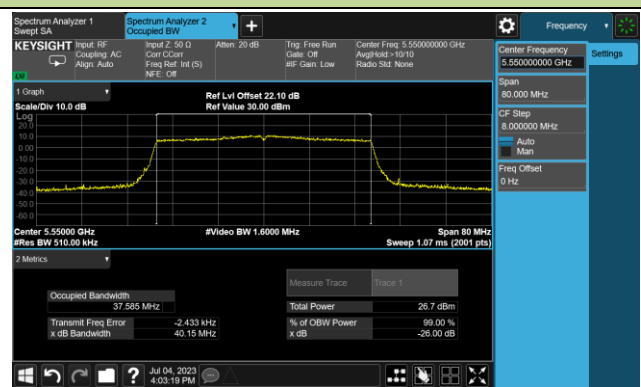 Spectrum Analyzer 1
Swept SA
Spectrum Analyzer 2
Occupied BW
Frequency
KEYSIGHT
Input: RF
Coupling: AC
Align: Auto
Input Z: 50 Ω
Corr CCorr
Freq Ref: Int (S)
NFE: Off
Atten: 20 dB
Trig: Free Run
Gate: Off
#IF Gain: Low
Center Freq: 5.550000000 GHz
Avg|Hold:>10/10
Radio Std: None
LV
Center Frequency
5.550000000 GHz
Settings
Span
80.000 MHz
CF Step
8.000000 MHz
Auto
Man
Freq Offset
0 Hz
1 Graph
Scale/Div 10.0 dB
Ref Lvl Offset 22.10 dB
Ref Value 30.00 dBm
Log
20.0
10.0
0.00
-10.0
-20.0
-30.0
-40.0
-50.0
-60.0
Center 5.55000 GHz
#Res BW 510.00 kHz
#Video BW 1.6000 MHz
Span 80 MHz
Sweep 1.07 ms (2001 pts)
2 Metrics
Measure Trace
Trace 1
Occupied Bandwidth
37.585 MHz
Total Power
26.7 dBm
Transmit Freq Error
-2.433 kHz
% of OBW Power
99.00 %
x dB Bandwidth
40.15 MHz
x dB
-26.00 dB
Jul 04, 2023
4:03:19 PM